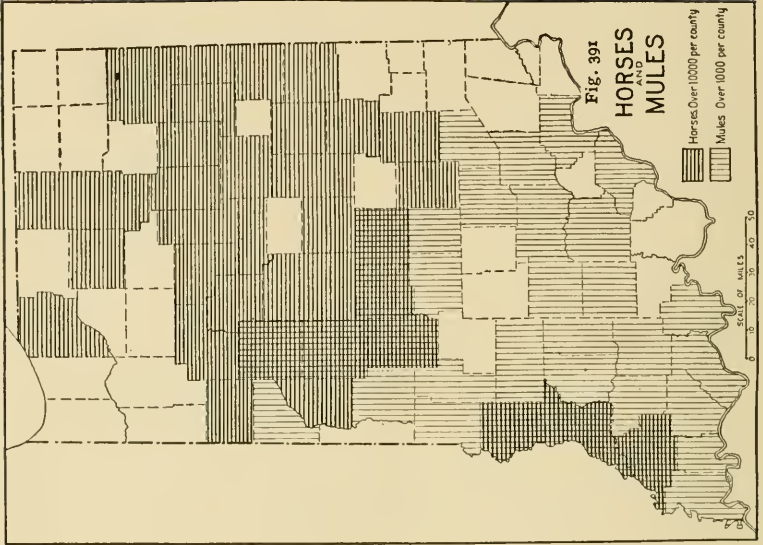 Fig. 391
HORSES
AND
MULES
Horses Over 10000 per county
Mules Over 1000 per county
SCALE OF MILES
0 10 20 30 40 50